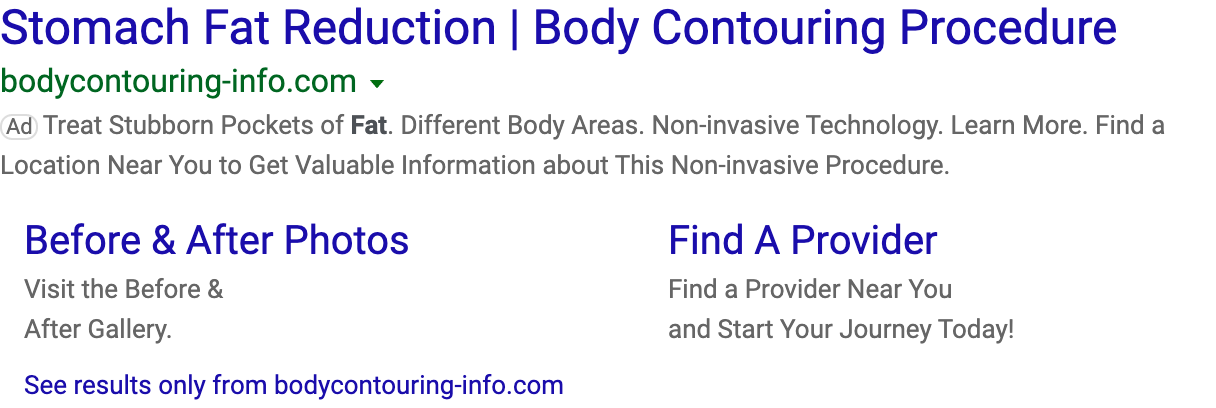 Stomach Fat Reduction | Body Contouring Procedure
bodycontouring-info.com
Ad Treat Stubborn Pockets of Fat. Different Body Areas. Non-invasive Technology. Learn More. Find a
Location Near You to Get Valuable Information about This Non-invasive Procedure.
Before & After Photos
Visit the Before &
After Gallery.
Find A Provider
Find a Provider Near You
and Start Your Journey Today!
See results only from bodycontouring-info.com